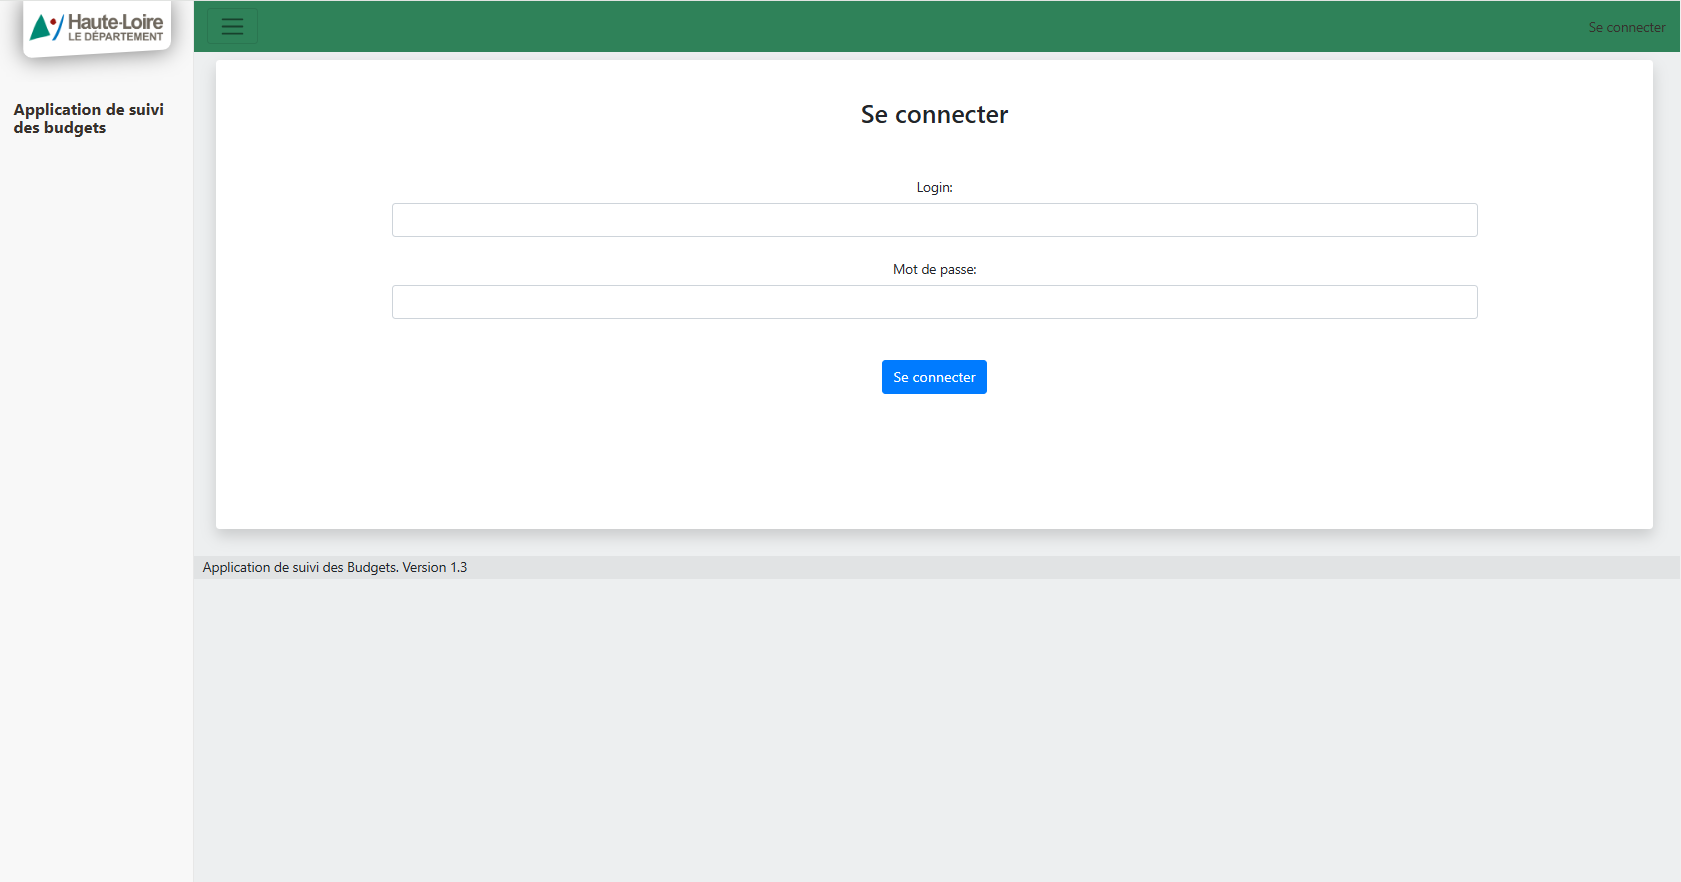 Haute-Loire
LE DÉPARTEMENT
Se connecter
Application de suivi
des budgets
Se connecter
Login:
Mot de passe:
Se connecter
Application de suivi des Budgets. Version 1.3